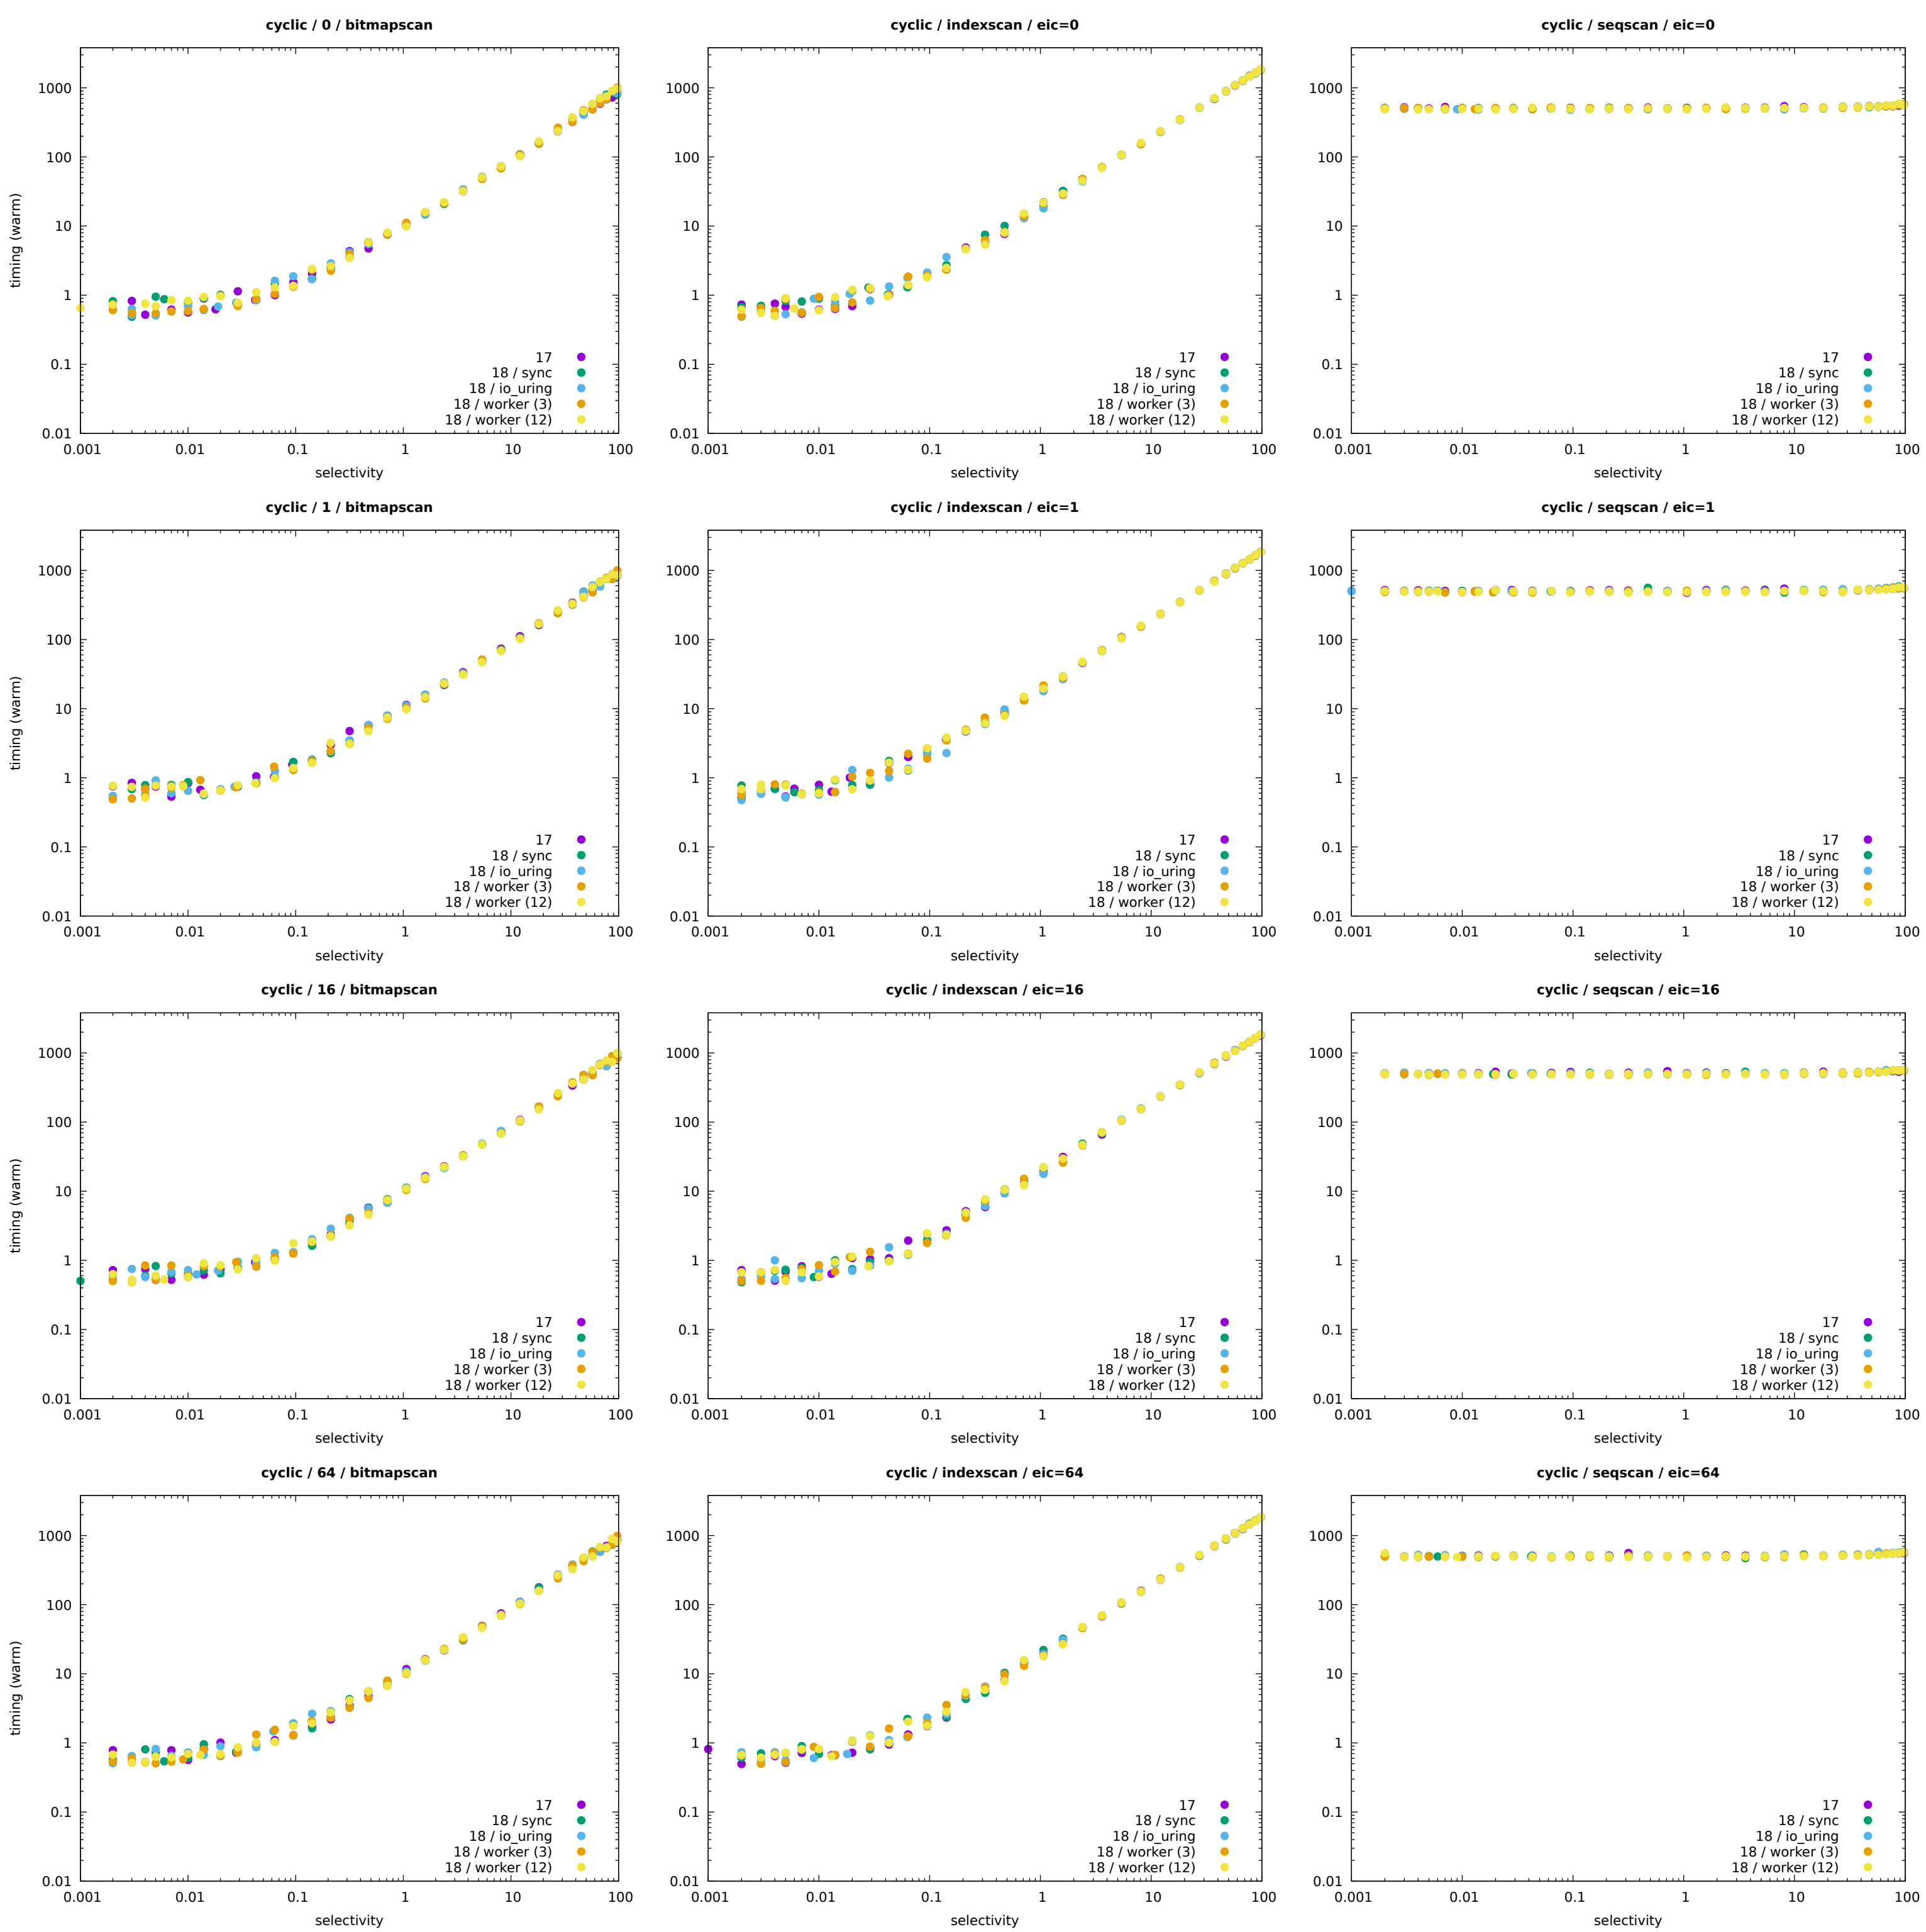 cyclic / 0 / bitmapscan
timing (warm)
1000
100
10
1
0.1
0.01
17
18 / sync
18 / io_uring
18 / worker (3)
18 / worker (12)
0.001 0.01 0.1 1 10 100
selectivity
cyclic / indexscan / eic=0
1000
100
10
1
0.1
0.01
17
18 / sync
18 / io_uring
18 / worker (3)
18 / worker (12)
0.001 0.01 0.1 1 10 100
selectivity
cyclic / seqscan / eic=0
1000
100
10
1
0.1
0.01
17
18 / sync
18 / io_uring
18 / worker (3)
18 / worker (12)
0.001 0.01 0.1 1 10 100
selectivity
cyclic / 1 / bitmapscan
timing (warm)
1000
100
10
1
0.1
0.01
17
18 / sync
18 / io_uring
18 / worker (3)
18 / worker (12)
0.001 0.01 0.1 1 10 100
selectivity
cyclic / indexscan / eic=1
1000
100
10
1
0.1
0.01
17
18 / sync
18 / io_uring
18 / worker (3)
18 / worker (12)
0.001 0.01 0.1 1 10 100
selectivity
cyclic / seqscan / eic=1
1000
100
10
1
0.1
0.01
17
18 / sync
18 / io_uring
18 / worker (3)
18 / worker (12)
0.001 0.01 0.1 1 10 100
selectivity
cyclic / 16 / bitmapscan
timing (warm)
1000
100
10
1
0.1
0.01
17
18 / sync
18 / io_uring
18 / worker (3)
18 / worker (12)
0.001 0.01 0.1 1 10 100
selectivity
cyclic / indexscan / eic=16
1000
100
10
1
0.1
0.01
17
18 / sync
18 / io_uring
18 / worker (3)
18 / worker (12)
0.001 0.01 0.1 1 10 100
selectivity
cyclic / seqscan / eic=16
1000
100
10
1
0.1
0.01
17
18 / sync
18 / io_uring
18 / worker (3)
18 / worker (12)
0.001 0.01 0.1 1 10 100
selectivity
cyclic / 64 / bitmapscan
timing (warm)
1000
100
10
1
0.1
0.01
17
18 / sync
18 / io_uring
18 / worker (3)
18 / worker (12)
0.001 0.01 0.1 1 10 100
selectivity
cyclic / indexscan / eic=64
1000
100
10
1
0.1
0.01
17
18 / sync
18 / io_uring
18 / worker (3)
18 / worker (12)
0.001 0.01 0.1 1 10 100
selectivity
cyclic / seqscan / eic=64
1000
100
10
1
0.1
0.01
17
18 / sync
18 / io_uring
18 / worker (3)
18 / worker (12)
0.001 0.01 0.1 1 10 100
selectivity